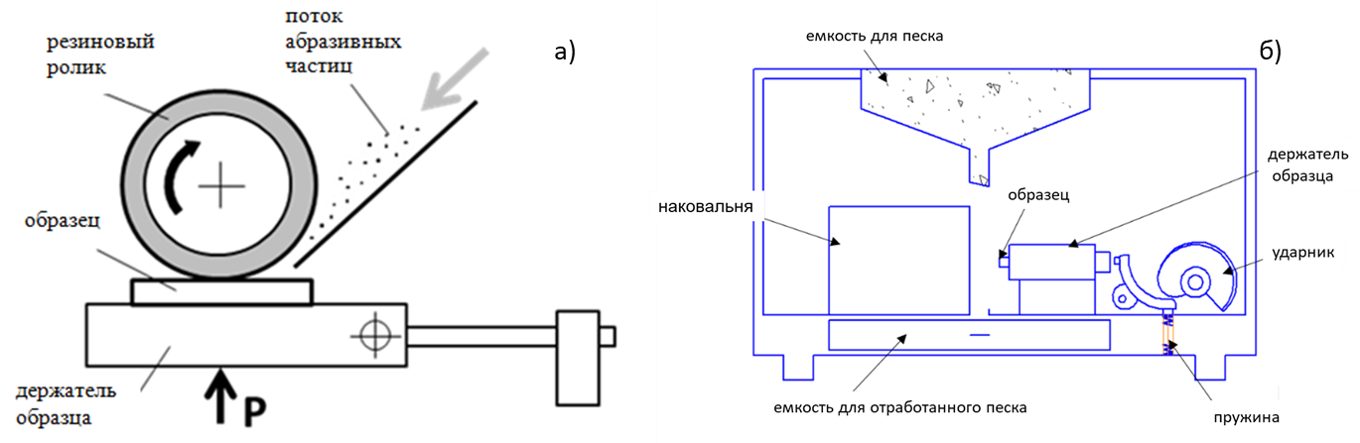 поток
абразивных
частиц
резиновый
ролик
а)
образец
держатель
образца
P
емкость для песка
б)
держатель
образца
образец
наковальня
ударник
емкость для отработанного песка
пружина